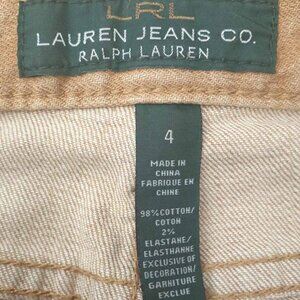 LRL
LAUREN JEANS CO.
RALPH LAUREN
4
MADE IN
CHINA
FABRIQUE EN
CHINE
98%COTTON/
COTON
2%
ELASTANE/
ELASTHANNE
EXCLUSIVE OF
DECORATION/
GARNITURE
EXCLUE